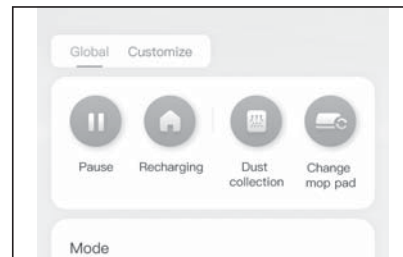 Global Customize
Pause Recharging Dust collection Change mop pad
Mode